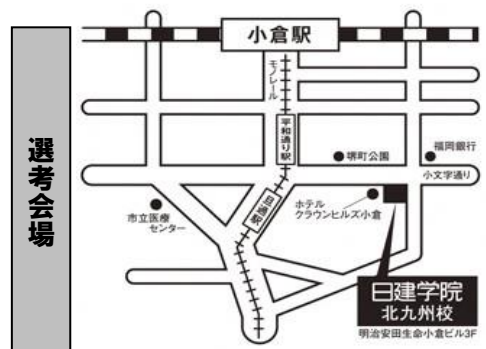 選考会場
小倉駅
モノレール
平和通り駅
堺町公園
福岡銀行
小文字通り
旦過駅
ホテル
クラウンヒルズ小倉
市立医療
センター
日建学院
北九州校
明治安田生命小倉ビル3F